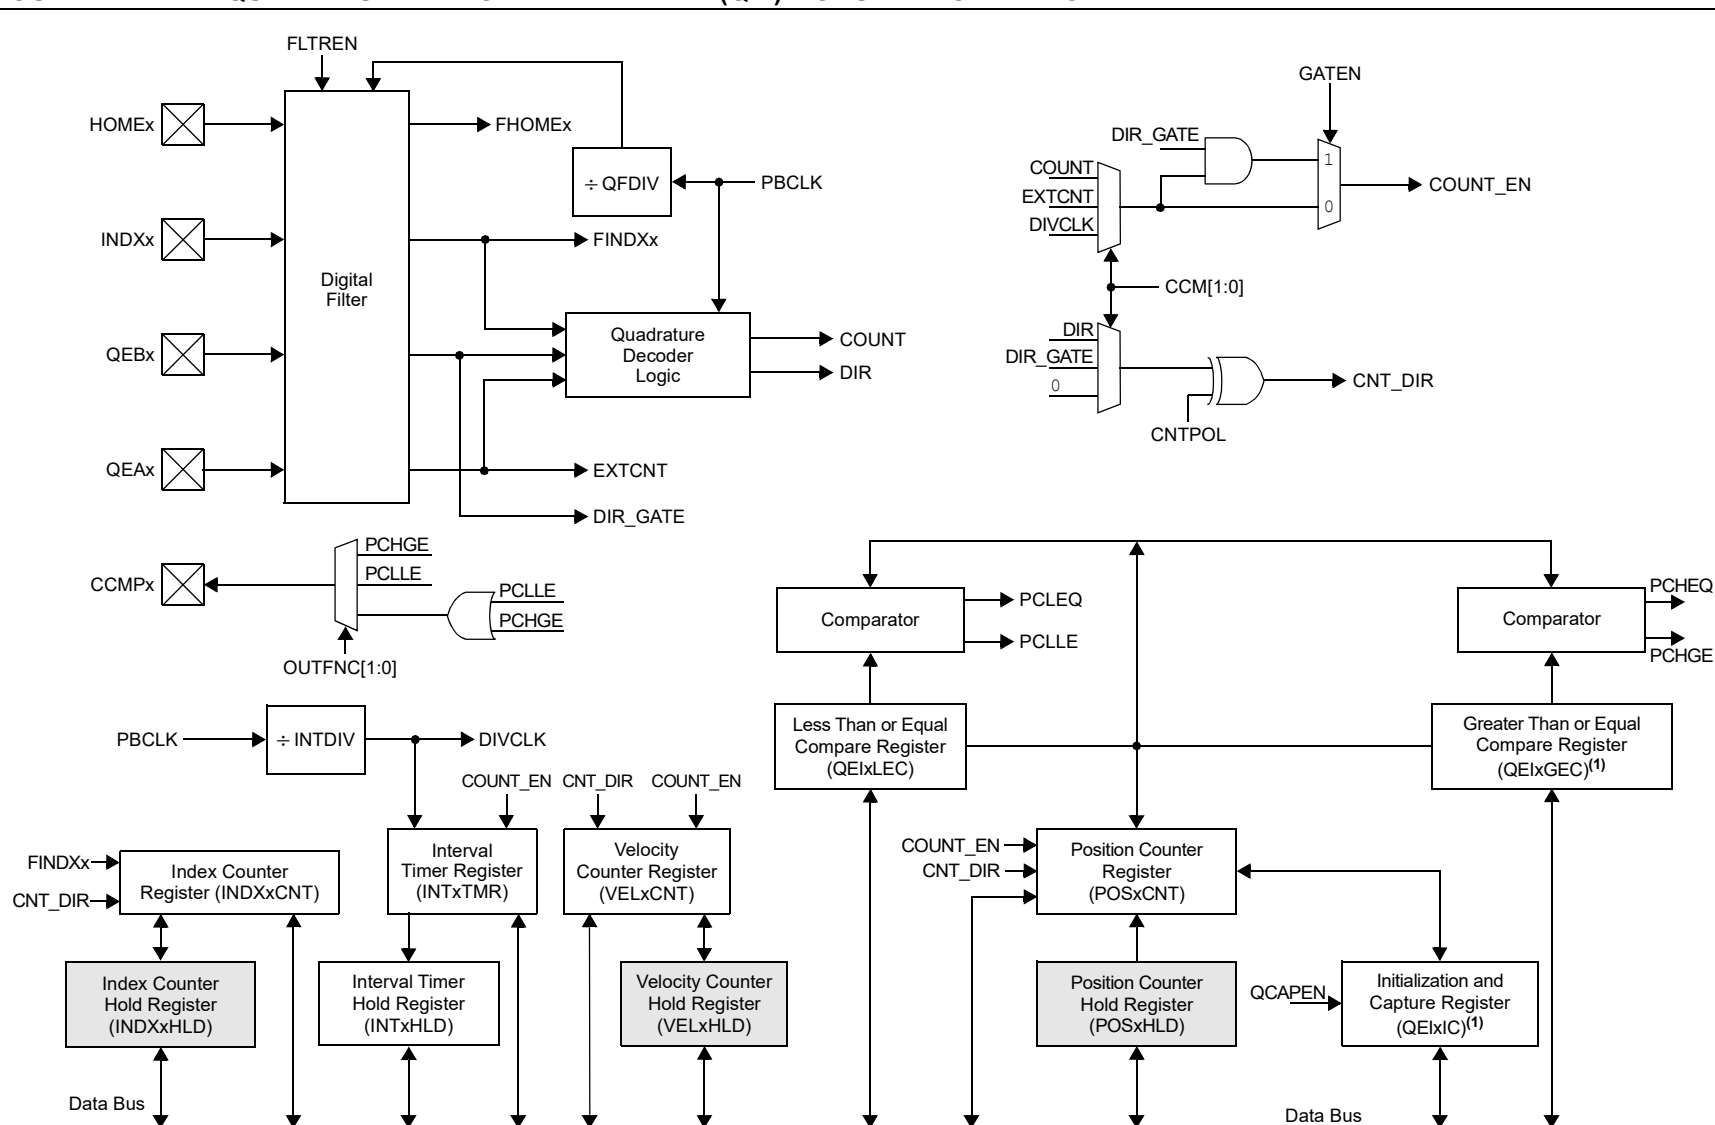 FLTREN
HOMEx
FHOMEx
÷ QFDIV
PBCLK
INDXx
FINDXx
Digital
Filter
QEBx
Quadrature
Decoder
Logic
COUNT
DIR
QEAx
EXTCNT
DIR_GATE
GATEN
DIR_GATE
COUNT
EXTCNT
DIVCLK
1
0
COUNT_EN
CCM[1:0]
DIR
DIR_GATE
0
CNT_DIR
CNTPOL
CCMPx
PCHGE
PCLLE
PCLLE
PCHGE
OUTFNC[1:0]
Comparator
PCLEQ
PCLLE
Comparator
PCHEQ
PCHGE
PBCLK
÷ INTDIV
DIVCLK
Less Than or Equal
Compare Register
(QEIxLEC)
Greater Than or Equal
Compare Register
(QEIxGEC)(1)
COUNT_EN
CNT_DIR
COUNT_EN
FINDXx
CNT_DIR
Index Counter
Register (INDXxCNT)
Interval
Timer Register
(INTxTMR)
Velocity
Counter Register
(VELxCNT)
COUNT_EN
CNT_DIR
Position Counter
Register
(POSxCNT)
Index Counter
Hold Register
(INDXxHLD)
Interval Timer
Hold Register
(INTxHLD)
Velocity Counter
Hold Register
(VELxHLD)
Position Counter
Hold Register
(POSxHLD)
QCAPEN
Initialization and
Capture Register
(QEIxIC)(1)
Data Bus
Data Bus